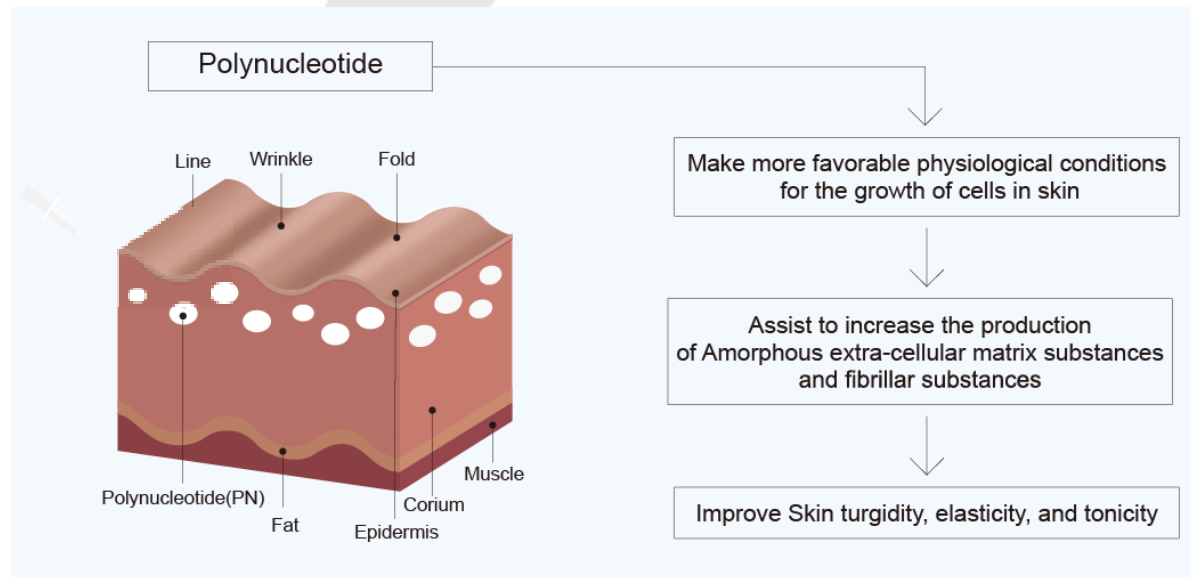 Polynucleotide
Line
Wrinkle
Fold
Polynucleotide(PN)
Fat
Epidermis
Corium
Muscle
Make more favorable physiological conditions
for the growth of cells in skin
Assist to increase the production
of Amorphous extra-cellular matrix substances
and fibrillar substances
Improve Skin turgidity, elasticity, and tonicity